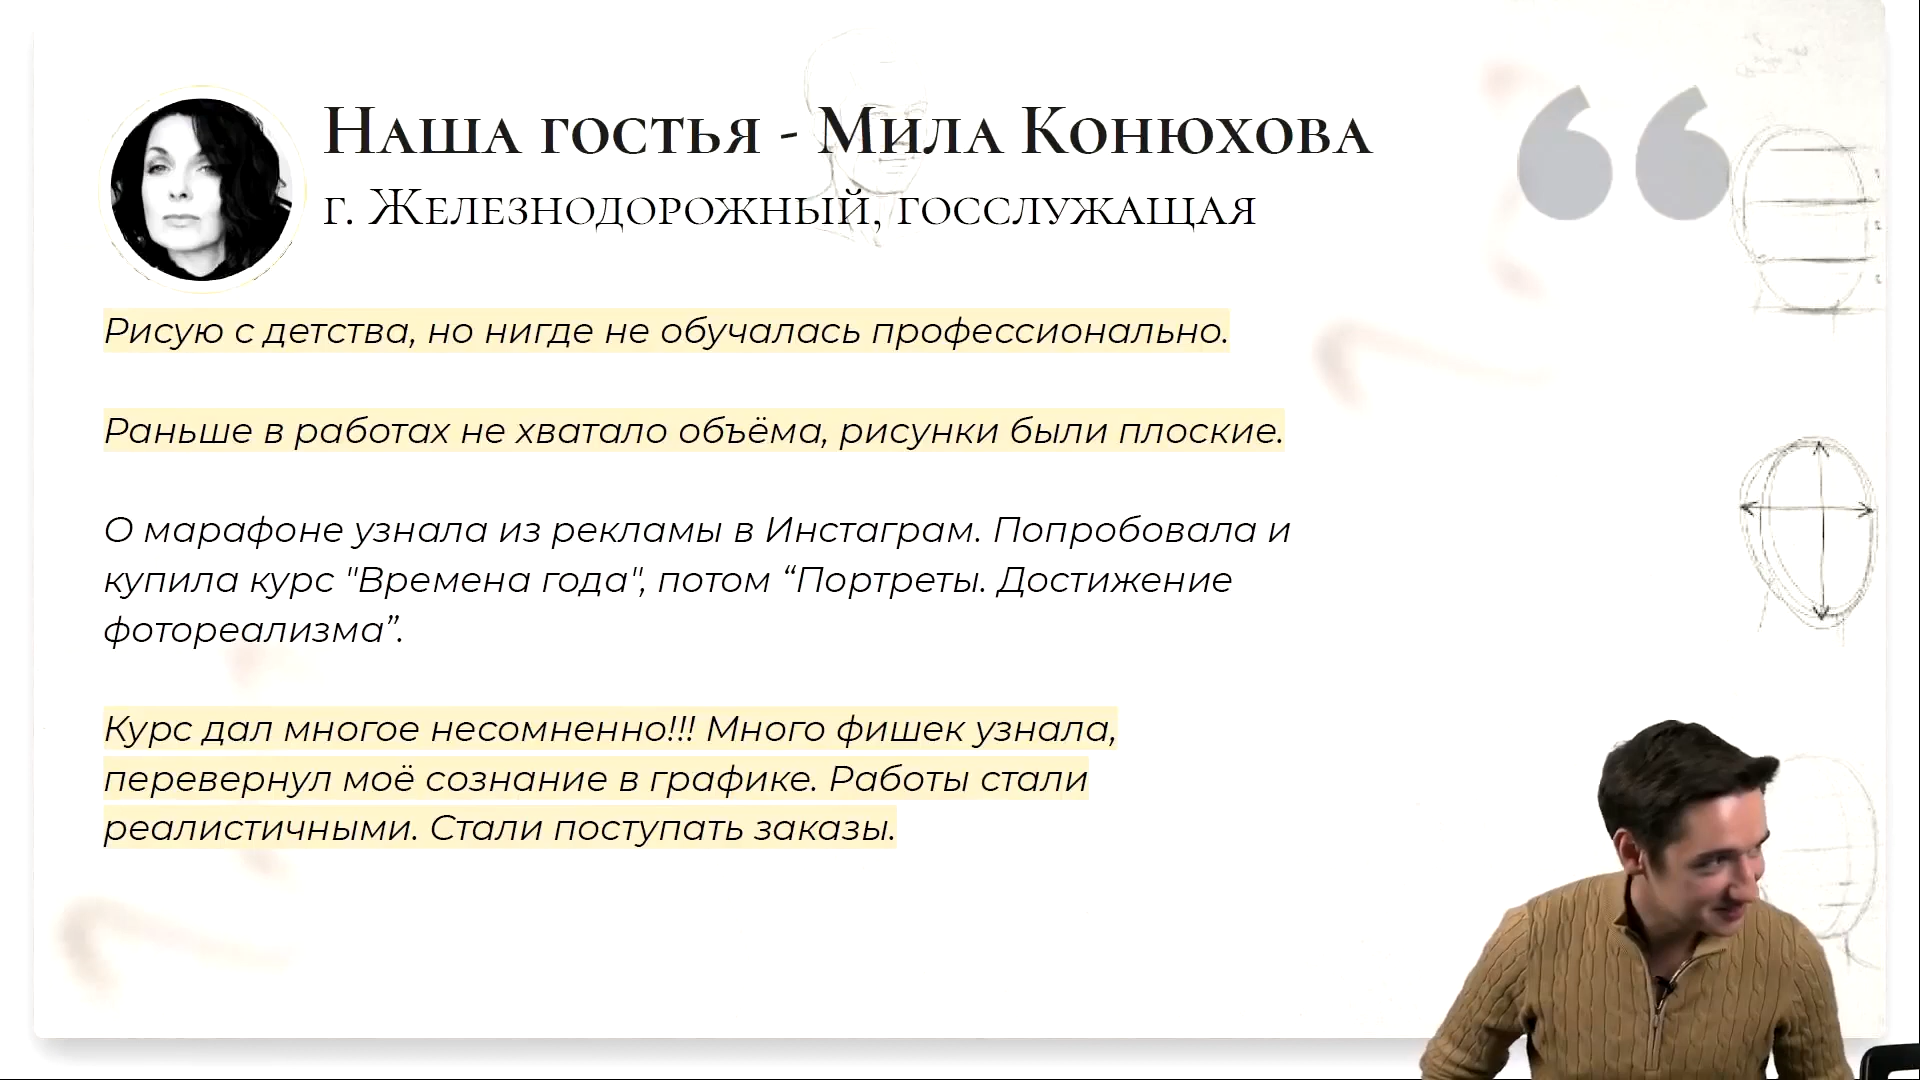 Наша гостья - Мила Конюхова
г. Железнодорожный, госслужащая
Рисую с детства, но нигде не обучалась профессионально.
Раньше в работах не хватало объёма, рисунки были плоские.
О марафоне узнала из рекламы в Инстаграм. Попробовала и
купила курс "Времена года", потом “Портреты. Достижение
фотореализма”.
Курс дал многое несомненно!!! Много фишек узнала,
перевернул моё сознание в графике. Работы стали
реалистичными. Стали поступать заказы.